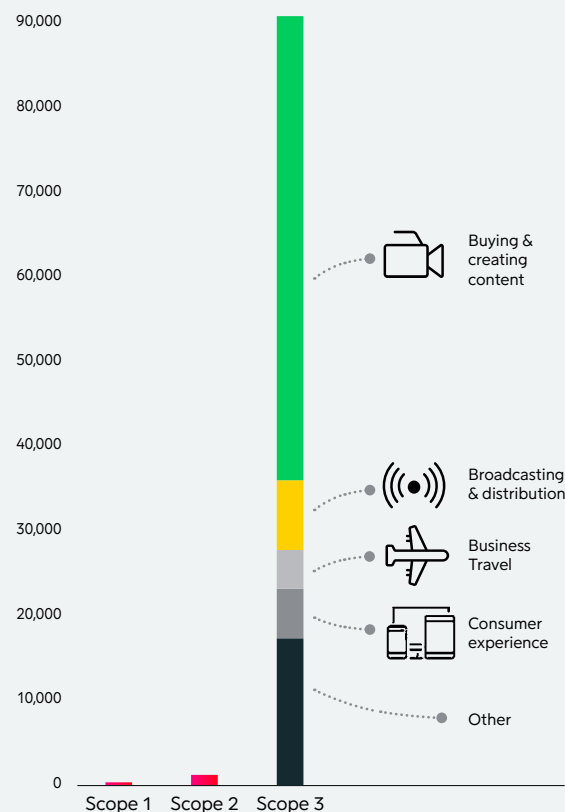 90,000
80,000
70,000
60,000
50,000
40,000
30,000
20,000
10,000
0
Scope 1
Scope 2
Scope 3
Buying &
creating
content
Broadcasting
& distribution
Business
Travel
Consumer
experience
Other